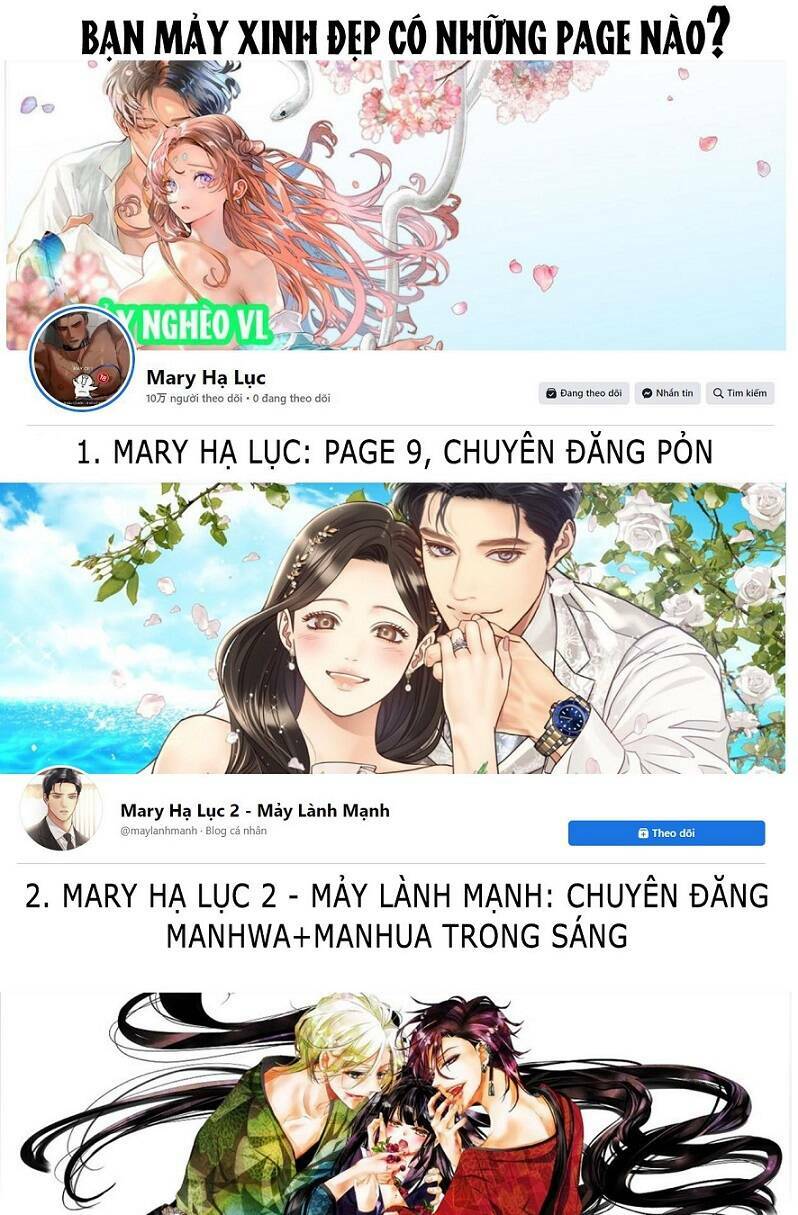 BẠN MẢY XINH ĐẸP CÓ NHỮNG PAGE NÀO?
NGHÈO VL
Mary Hạ Lục
10万 người theo dõi • 0 đang theo dõi
Đang theo dõi
Nhắn tin
Tìm kiếm
1. MARY HẠ LỤC: PAGE 9, CHUYÊN ĐĂNG PỎN
Mary Hạ Lục 2 - Mảy Lành Mạnh
@maylanhmanh · Blog cá nhân
Theo dõi
2. MARY HẠ LỤC 2 - MẢY LÀNH MẠNH: CHUYÊN ĐĂNG
MANHWA+MANHUA TRONG SÁNG